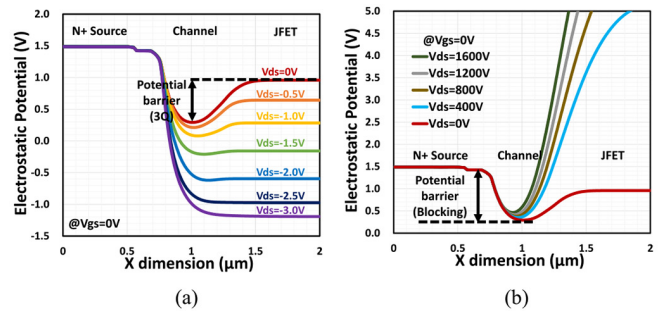 (a)
N+ Source Channel JFET
Electrostatic Potential (V)
2.0
1.5
1.0
0.5
0.0
-0.5
-1.0
-1.5
Potential
barrier
(3Q)
Vds=0V
Vds=-0.5V
Vds=-1.0V
Vds=-1.5V
Vds=-2.0V
Vds=-2.5V
Vds=-3.0V
@Vgs=0V
0 0.5 1 1.5 2
X dimension (μm)
(a)
(b)
Electrostatic Potential (V)
5.0
4.5
4.0
3.5
3.0
2.5
2.0
1.5
1.0
0.5
0.0
@Vgs=0V
Vds=1600V
Vds=1200V
Vds=800V
Vds=400V
Vds=0V
N+ Source Channel JFET
Potential
barrier
(Blocking)
0 0.5 1 1.5 2
X dimension (μm)
(b)